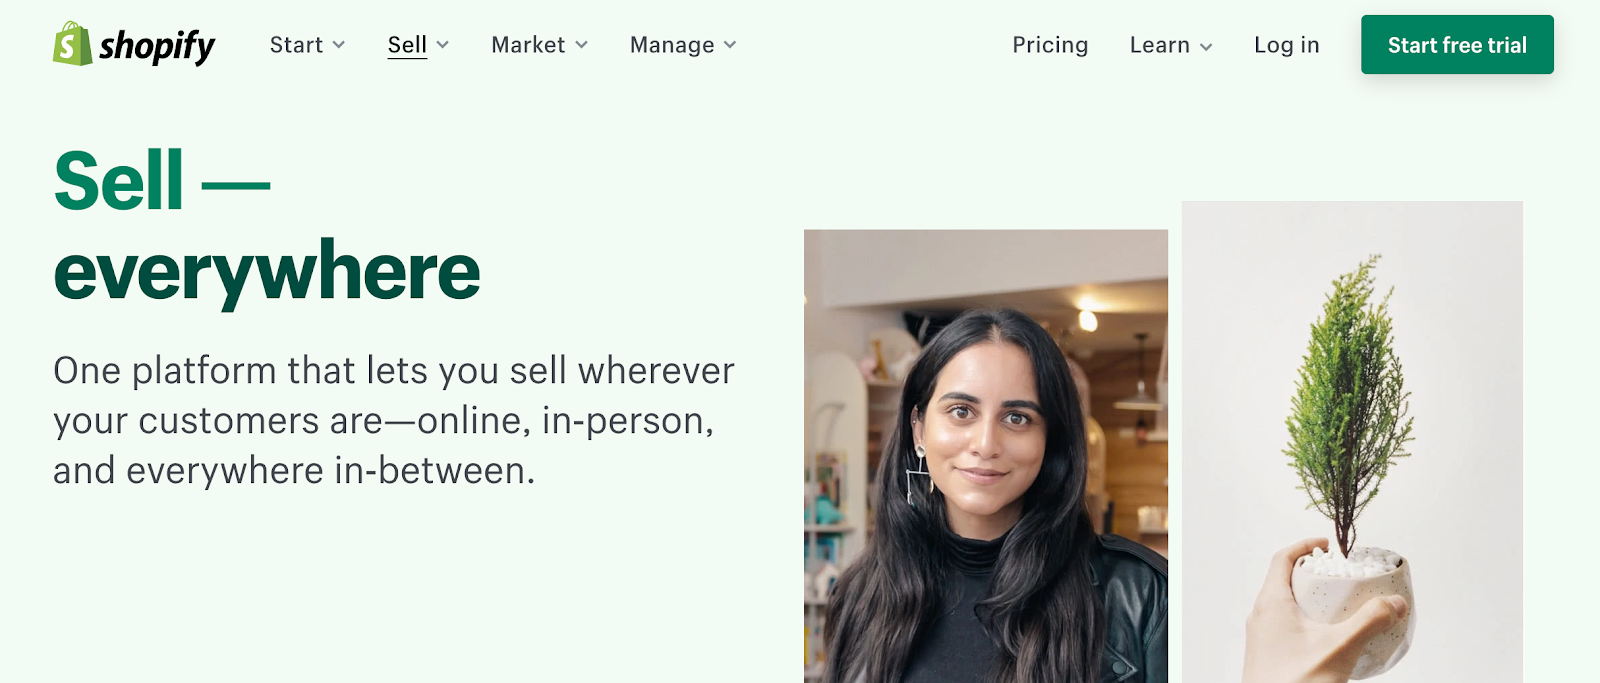 shopify Start Sell Market Manage Pricing Learn Log in Start free trial
Sell —
everywhere
One platform that lets you sell wherever
your customers are—online, in-person,
and everywhere in-between.